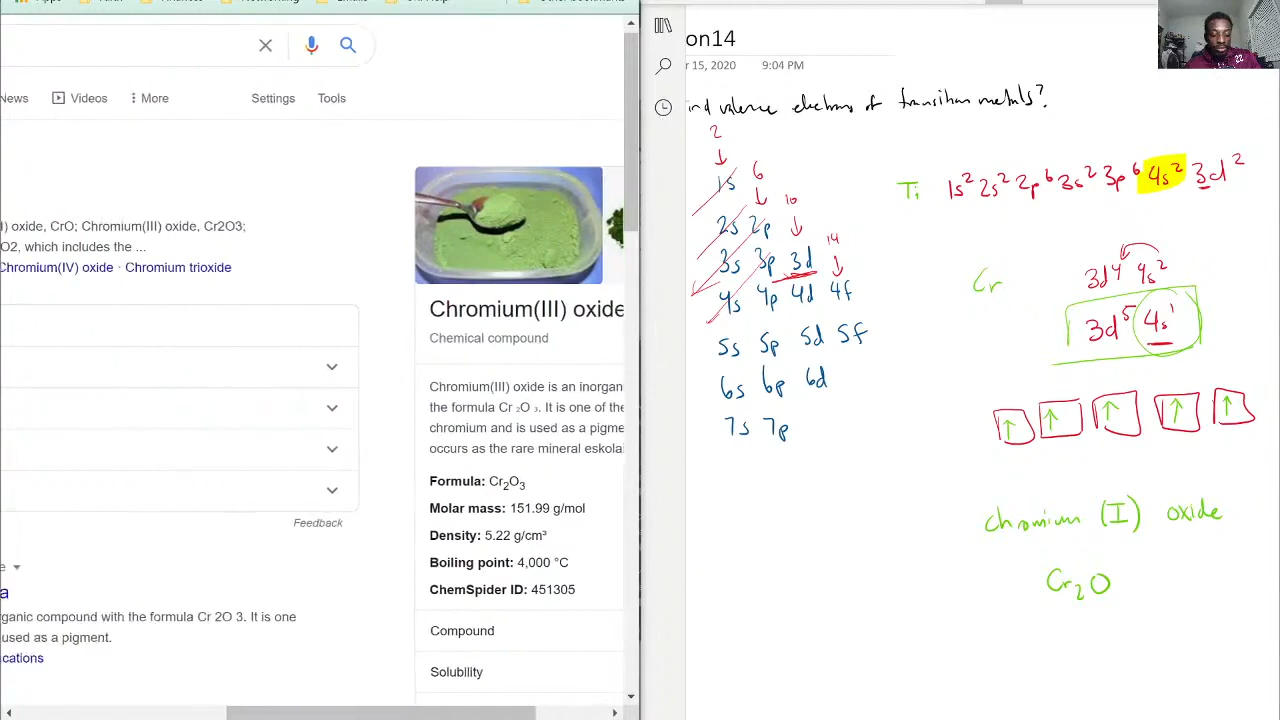 News
Videos
More
Settings
Tools
oxide, CrO; Chromium(III) oxide, Cr2O3;
O2, which includes the ...
Chromium(IV) oxide · Chromium trioxide
Feedback
a
rganic compound with the formula Cr 2O 3. It is one
used as a pigment.
cations
Chromium(III) oxide
Chemical compound
Chromium(III) oxide is an inorgan
the formula Cr ₂O ₃. It is one of the
chromium and is used as a pigme
occurs as the rare mineral eskolai
Formula: Cr₂O₃
Molar mass: 151.99 g/mol
Density: 5.22 g/cm³
Boiling point: 4,000 °C
ChemSpider ID: 451305
Compound
Solubility
on14
r 15, 2020 9:04 PM
ind valence electrons of transition metals?
2
6
10
14
1s
2s 2p
3s 3p 3d
4s 4p 4d 4f
5s 5p 5d 5f
6s 6p 6d
7s 7p
Ti 1s² 2s² 2p⁶ 3s² 3p⁶ 4s² 3d²
Cr 3d⁴ 4s²
3d⁵ 4s¹
↑ ↑ ↑ ↑ ↑
chromium (I) oxide
Cr₂O